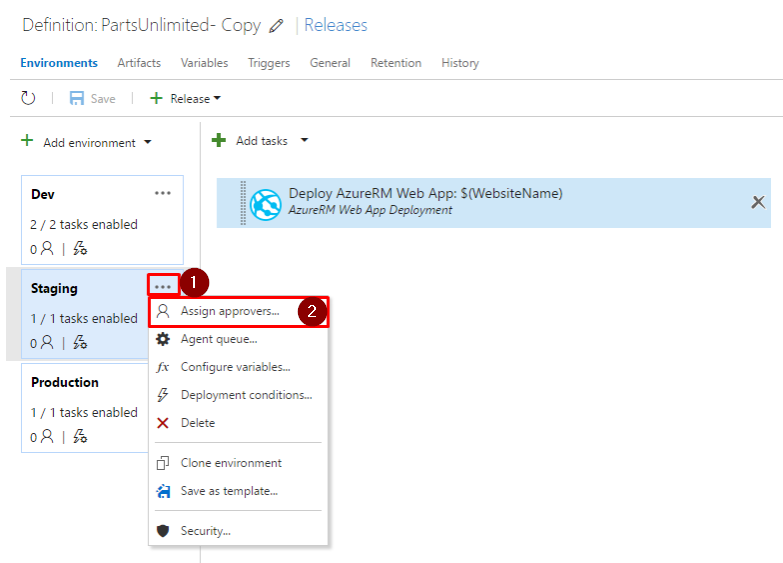 Definition: PartsUnlimited- Copy | Releases
Environments Artifacts Variables Triggers General Retention History
Save Release
Add environment
Add tasks
Dev ...
2 / 2 tasks enabled
0 |
Deploy AzureRM Web App: $(WebsiteName)
AzureRM Web App Deployment
Staging ... 1
1 / 1 tasks enabled
0 |
Production
1 / 1 tasks enabled
0 |
Assign approvers... 2
Agent queue...
fx Configure variables...
Deployment conditions...
Delete
Clone environment
Save as template...
Security...